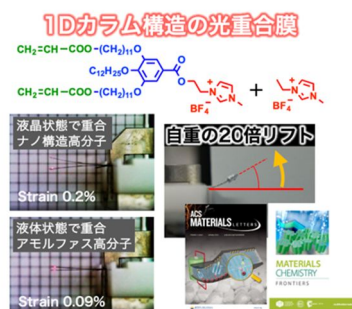 1Dカラム構造の光重合膜
CH₂=CH—COO-(CH₂)₁₁O
C₁₂H₂₅O
CH₂=CH—COO-(CH₂)₁₁O
O
O
N
N
BF₄⁻
+
N
N
BF₄⁻
液晶状態で重合
ナノ構造高分子
Strain 0.2%
自重の20倍リフト
液体状態で重合
アモルファス高分子
Strain 0.09%
ACS
MATERIALS LETTERS
MATERIALS
CHEMISTRY
FRONTIERS